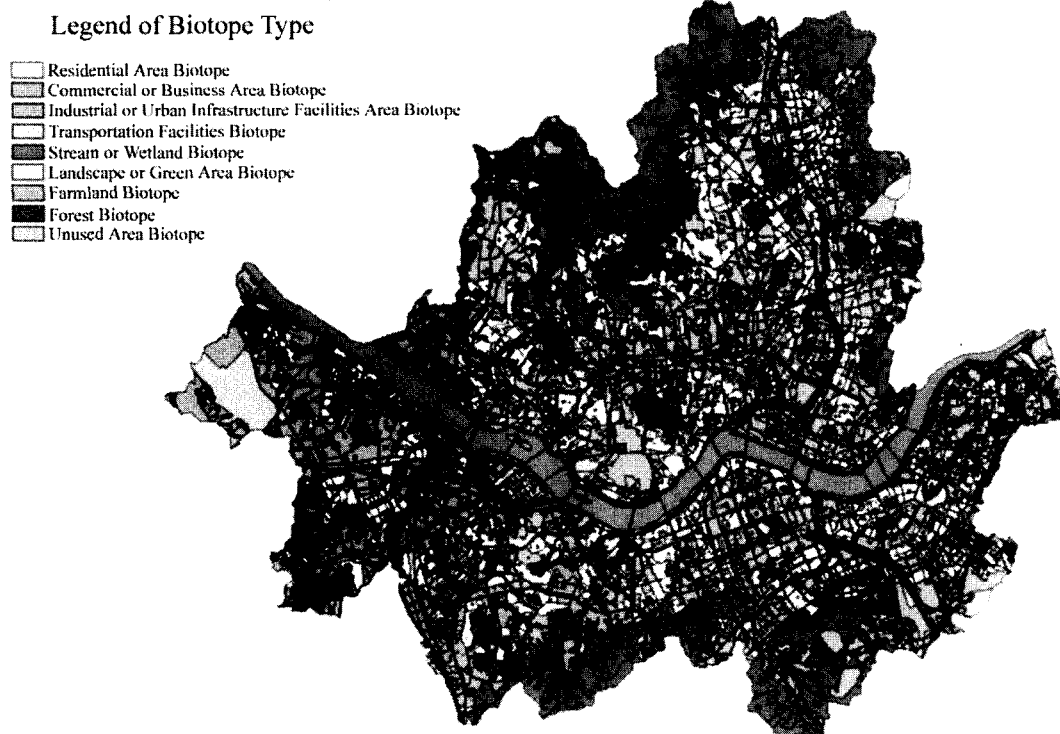 Legend of Biotope Type
Residential Area Biotope
Commercial or Business Area Biotope
Industrial or Urban Infrastructure Facilities Area Biotope
Transportation Facilities Biotope
Stream or Wetland Biotope
Landscape or Green Area Biotope
Farmland Biotope
Forest Biotope
Unused Area Biotope